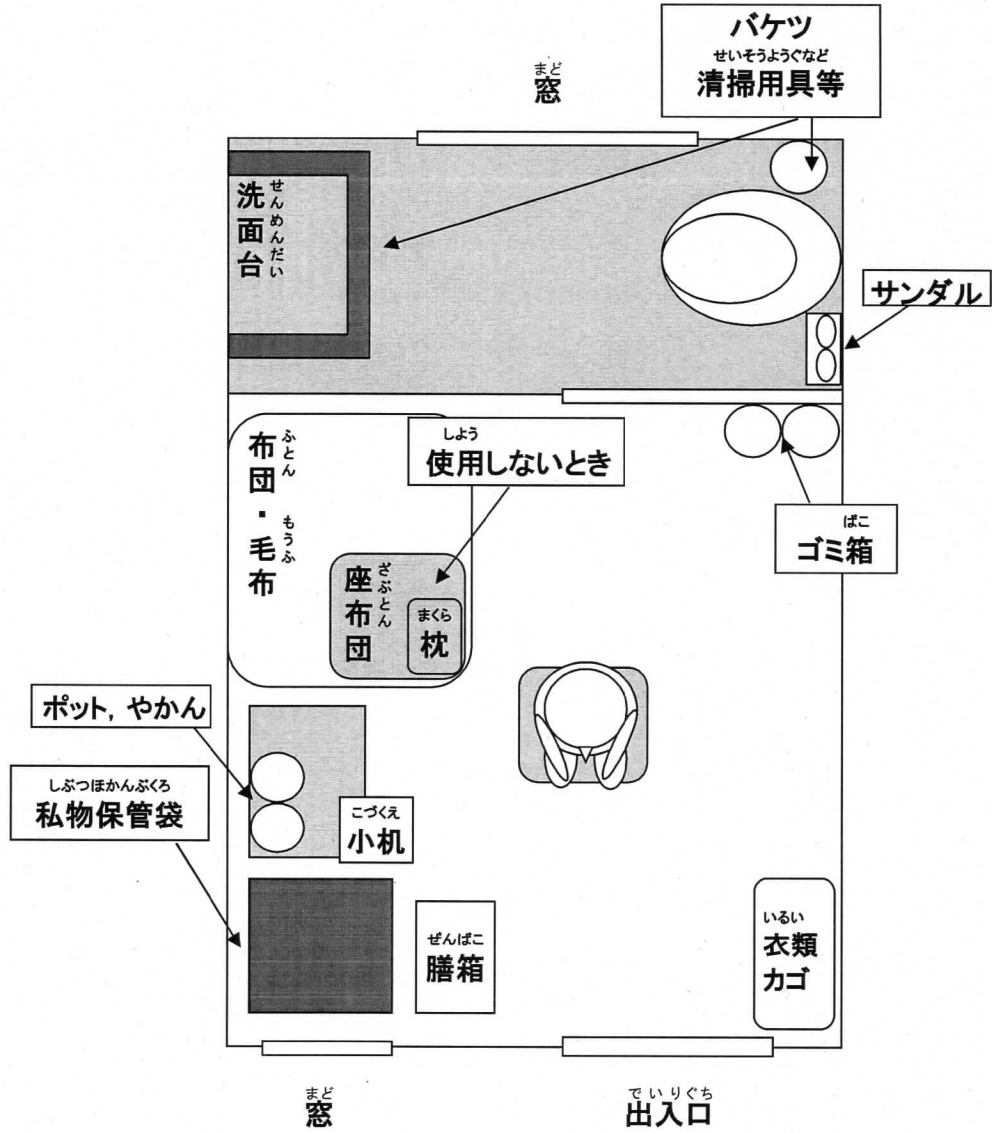 まど
窓
バケツ
せいそうようぐなど
清掃用具等
せんめんだい
洗面台
サンダル
ふとん もうふ
布団・毛布
しよう
使用しないとき
ばこ
ゴミ箱
ざぶとん
座布団
まくら
枕
ポット，やかん
しぶつほかんぶくろ
私物保管袋
こづくえ
小机
ぜんばこ
膳箱
いるい
衣類
カゴ
まど
窓
でいりぐち
出入口